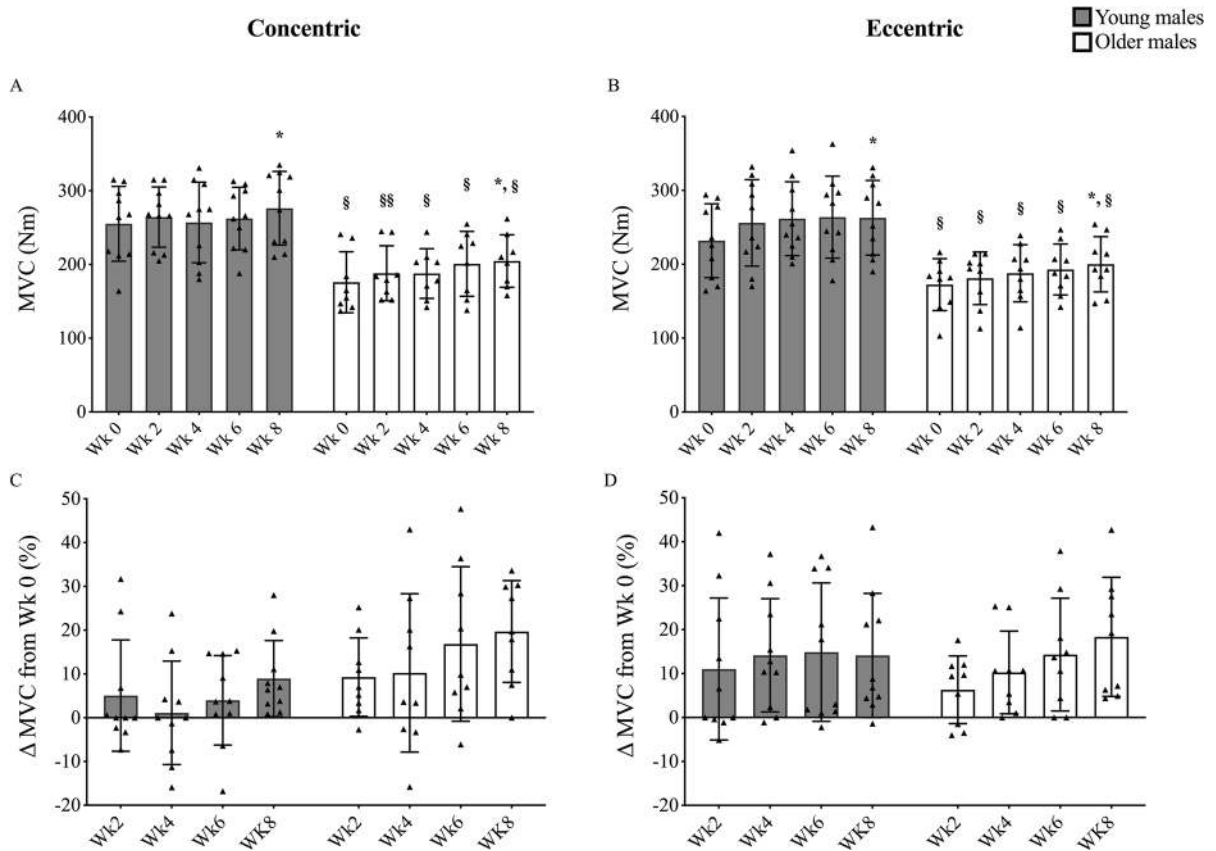 Concentric
Eccentric
Young males
Older males
A
MVC (Nm)
400
300
200
100
0
*
§
§§
§
§
*, §
Wk 0
Wk 2
Wk 4
Wk 6
Wk 8
Wk 0
Wk 2
Wk 4
Wk 6
Wk 8
B
MVC (Nm)
400
300
200
100
0
*
§
§
§
§
*, §
Wk 0
Wk 2
Wk 4
Wk 6
Wk 8
Wk 0
Wk 2
Wk 4
Wk 6
Wk 8
C
Δ MVC from Wk 0 (%)
50
40
30
20
10
0
-10
-20
Wk2
Wk4
Wk6
WK8
Wk2
Wk4
Wk6
WK8
D
Δ MVC from Wk 0 (%)
50
40
30
20
10
0
-10
-20
Wk2
Wk4
Wk6
WK8
Wk2
Wk4
Wk6
WK8